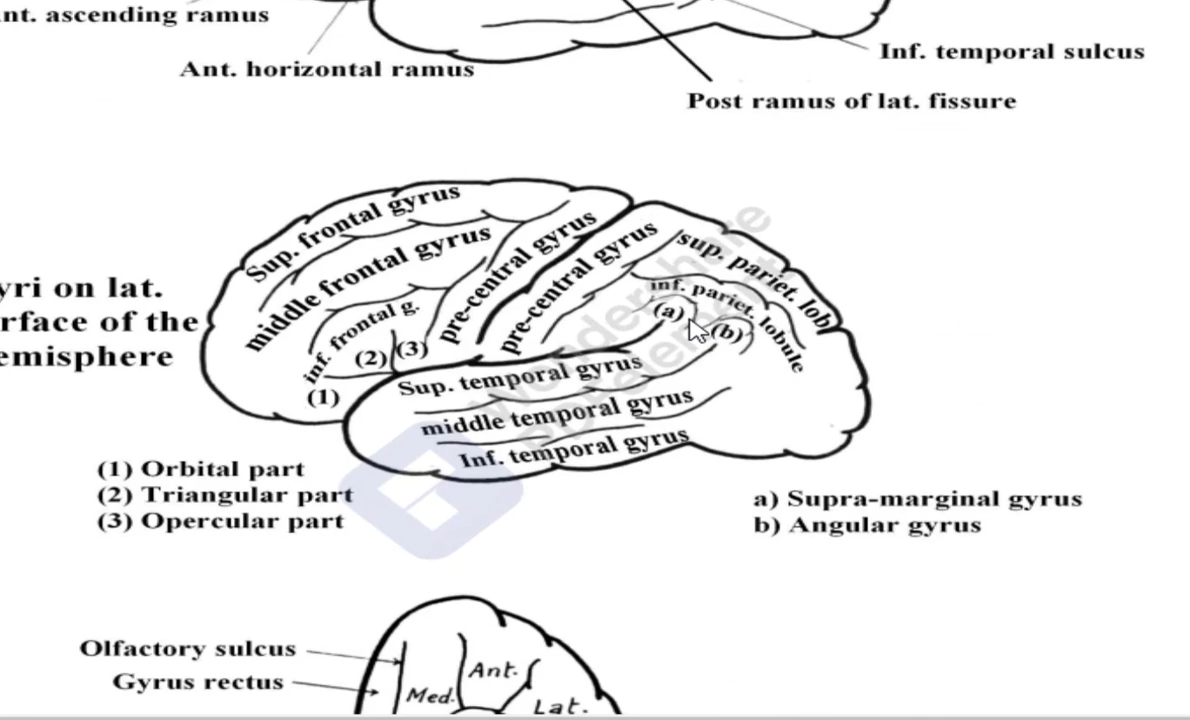 nt. ascending ramus
Ant. horizontal ramus
Inf. temporal sulcus
Post ramus of lat. fissure
Sup. frontal gyrus
middle frontal gyrus
inf. frontal g.
(1)
(2)
(3)
pre-central gyrus
pre-central gyrus
sup. pariet. lob
inf. pariet. lobule
(a)
(b)
Sup. temporal gyrus
middle temporal gyrus
Inf. temporal gyrus
yri on lat.
rface of the
emisphere
(1) Orbital part
(2) Triangular part
(3) Opercular part
a) Supra-marginal gyrus
b) Angular gyrus
Wondershare
PDFelement
Olfactory sulcus
Gyrus rectus
Med.
Ant.
Lat.